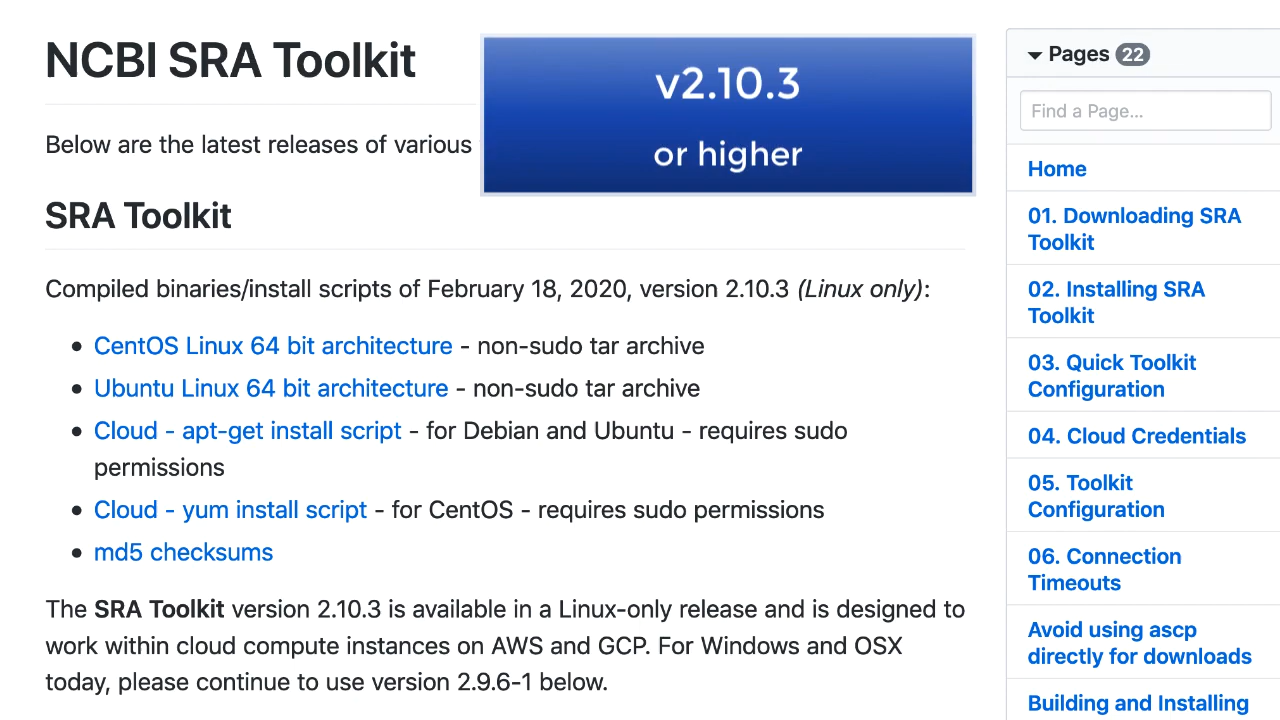 NCBI SRA Toolkit
v2.10.3
or higher
Below are the latest releases of various
SRA Toolkit
Compiled binaries/install scripts of February 18, 2020, version 2.10.3 (Linux only):
• CentOS Linux 64 bit architecture - non-sudo tar archive
• Ubuntu Linux 64 bit architecture - non-sudo tar archive
• Cloud - apt-get install script - for Debian and Ubuntu - requires sudo
permissions
• Cloud - yum install script - for CentOS - requires sudo permissions
• md5 checksums
The SRA Toolkit version 2.10.3 is available in a Linux-only release and is designed to
work within cloud compute instances on AWS and GCP. For Windows and OSX
today, please continue to use version 2.9.6-1 below.
Pages 22
Find a Page...
Home
01. Downloading SRA
Toolkit
02. Installing SRA
Toolkit
03. Quick Toolkit
Configuration
04. Cloud Credentials
05. Toolkit
Configuration
06. Connection
Timeouts
Avoid using ascp
directly for downloads
Building and Installing